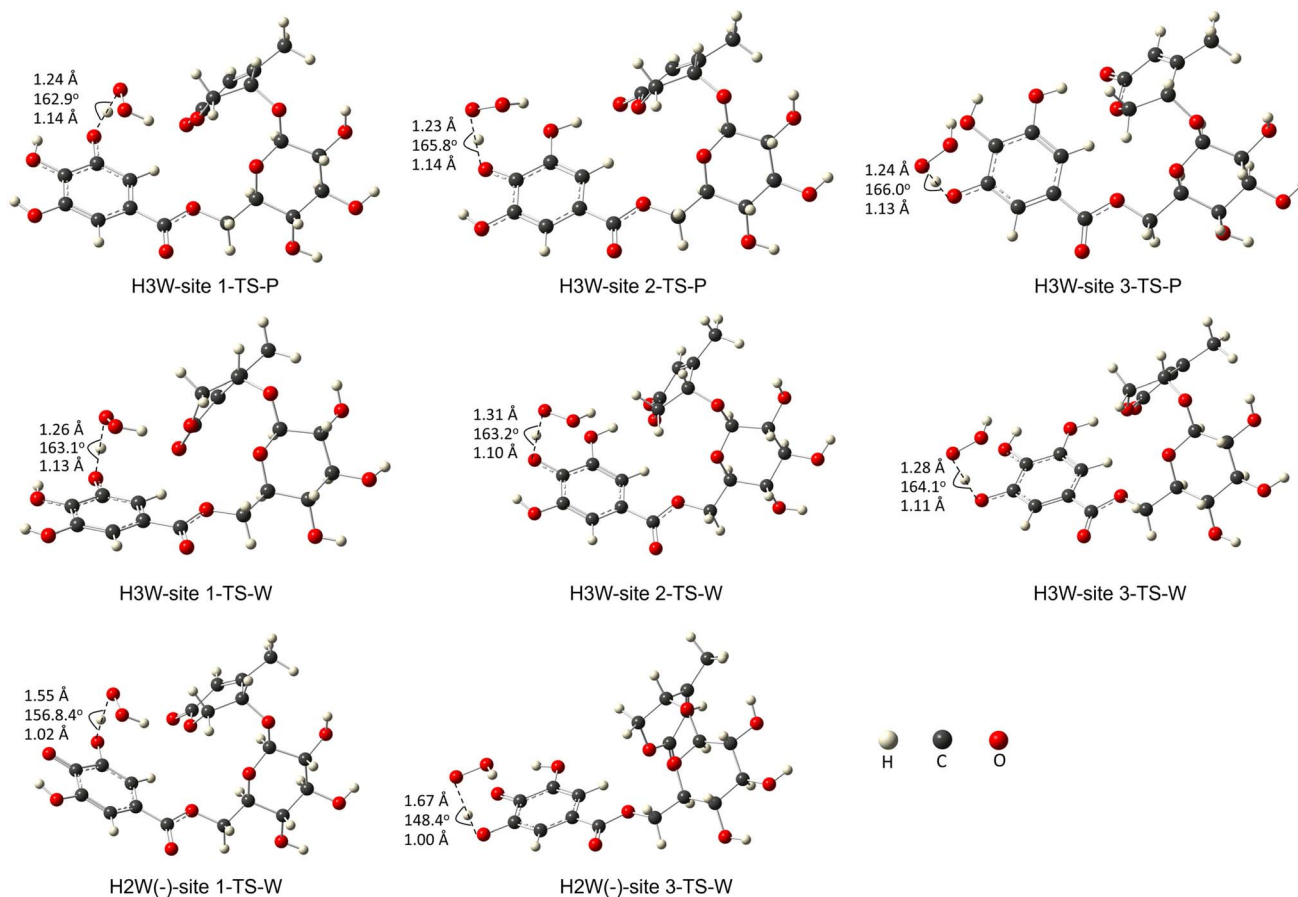 1.24 Å
162.9°
1.14 Å
H3W-site 1-TS-P
1.23 Å
165.8°
1.14 Å
H3W-site 2-TS-P
1.24 Å
166.0°
1.13 Å
H3W-site 3-TS-P
1.26 Å
163.1°
1.13 Å
H3W-site 1-TS-W
1.31 Å
163.2°
1.10 Å
H3W-site 2-TS-W
1.28 Å
164.1°
1.11 Å
H3W-site 3-TS-W
1.55 Å
156.8.4°
1.02 Å
H2W(-)-site 1-TS-W
1.67 Å
148.4°
1.00 Å
H2W(-)-site 3-TS-W
H C O